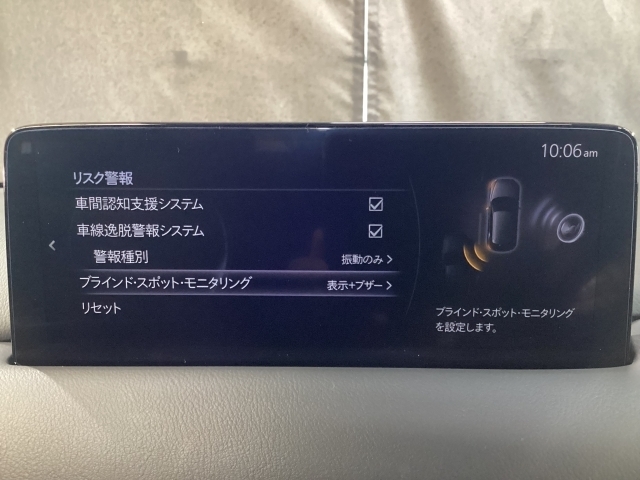 10:06 am
リスク警報
車間認知支援システム
車線逸脱警報システム
警報種別 振動のみ
ブラインド・スポット・モニタリング 表示+ブザー
リセット
ブラインド・スポット・モニタリング
を設定します。